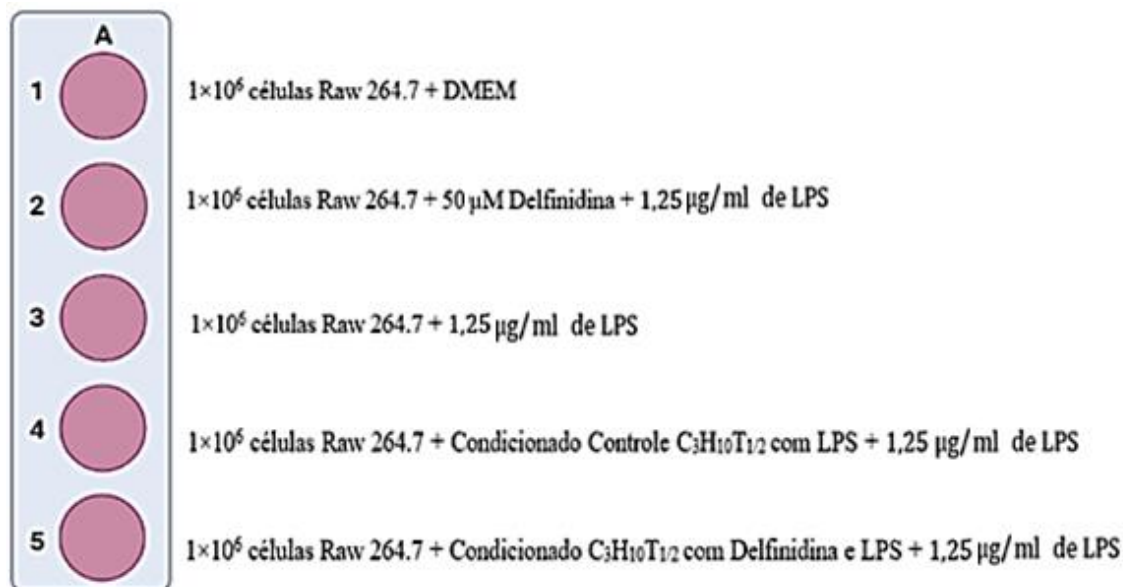 A
1 1×10⁶ células Raw 264.7 + DMEM
2 1×10⁶ células Raw 264.7 + 50 µM Delfinidina + 1,25 µg/ml de LPS
3 1×10⁶ células Raw 264.7 + 1,25 µg/ml de LPS
4 1×10⁶ células Raw 264.7 + Condicionado Controle C₃H₁₀T₁/₂ com LPS + 1,25 µg/ml de LPS
5 1×10⁶ células Raw 264.7 + Condicionado C₃H₁₀T₁/₂ com Delfinidina e LPS + 1,25 µg/ml de LPS